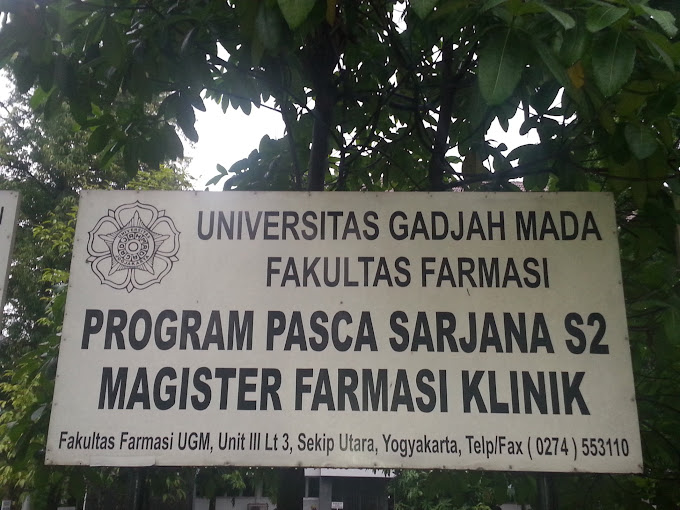 UNIVERSITAS GADJAH MADA
FAKULTAS FARMASI
PROGRAM PASCA SARJANA S2
MAGISTER FARMASI KLINIK
Fakultas Farmasi UGM, Unit III Lt 3, Sekip Utara, Yogyakarta, Telp/Fax ( 0274 ) 553110